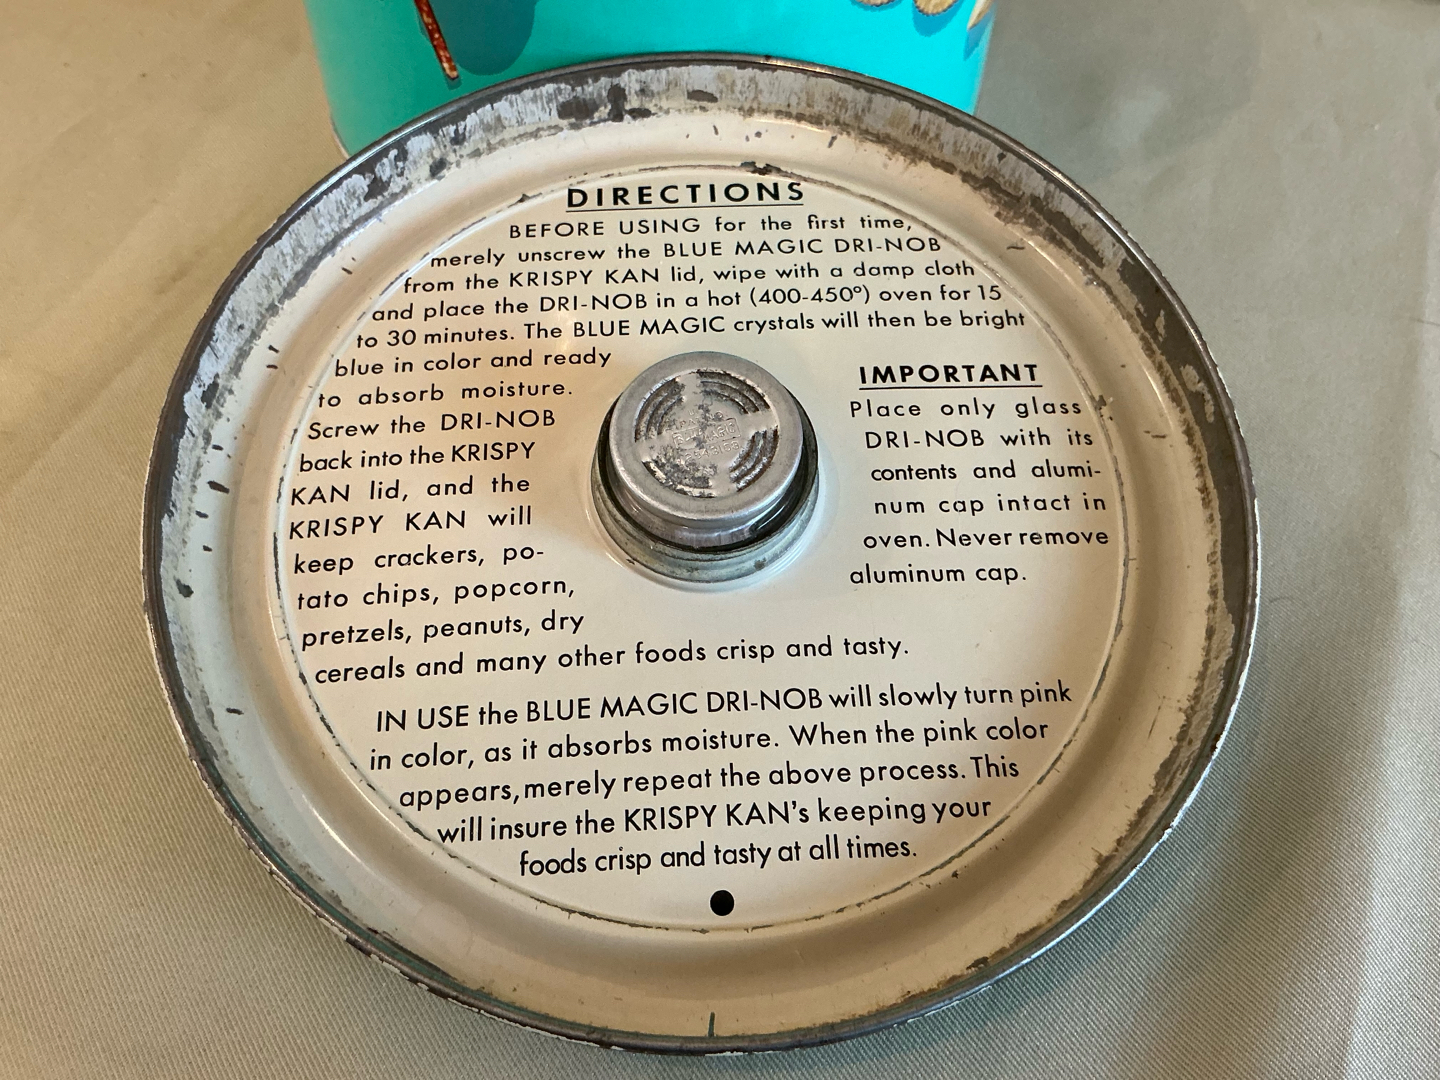 DIRECTIONS
BEFORE USING for the first time,
merely unscrew the BLUE MAGIC DRI-NOB
from the KRISPY KAN lid, wipe with a damp cloth
and place the DRI-NOB in a hot (400-450°) oven for 15
to 30 minutes. The BLUE MAGIC crystals will then be bright
blue in color and ready
to absorb moisture.
Screw the DRI-NOB
back into the KRISPY
KAN lid, and the
KRISPY KAN will
keep crackers, po-
tato chips, popcorn,
pretzels, peanuts, dry
cereals and many other foods crisp and tasty.
IMPORTANT
Place only glass
DRI-NOB with its
contents and alumi-
num cap intact in
oven. Never remove
aluminum cap.
IN USE the BLUE MAGIC DRI-NOB will slowly turn pink
in color, as it absorbs moisture. When the pink color
appears, merely repeat the above process. This
will insure the KRISPY KAN's keeping your
foods crisp and tasty at all times.